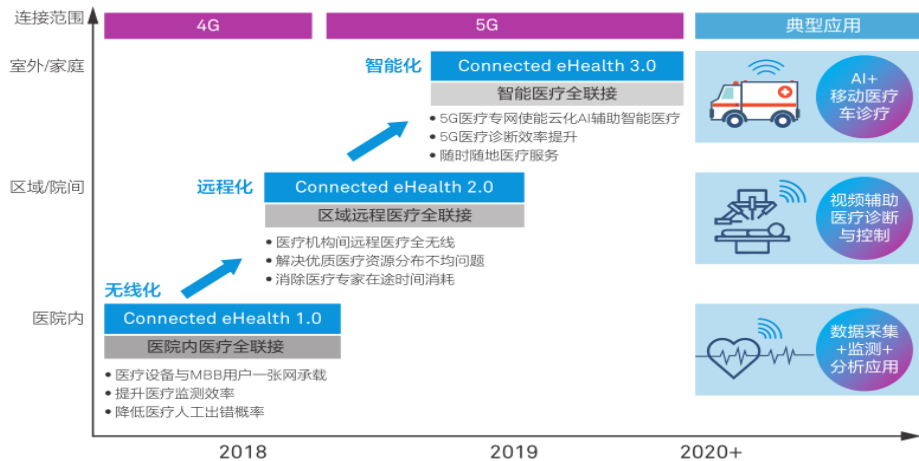 连接范围
4G
5G
典型应用
室外/家庭
智能化
Connected eHealth 3.0
智能医疗全联接
• 5G医疗专网使能云化AI辅助智能医疗
• 5G医疗诊断效率提升
• 随时随地医疗服务
AI+
移动医疗
车诊疗
区域/院间
远程化
Connected eHealth 2.0
区域远程医疗全联接
• 医疗机构间远程医疗全无线
• 解决优质医疗资源分布不均问题
• 消除医疗专家在途时间消耗
视频辅助
医疗诊断
与控制
医院内
无线化
Connected eHealth 1.0
医院内医疗全联接
• 医疗设备与MBB用户一张网承载
• 提升医疗监测效率
• 降低医疗人工出错概率
数据采集
+监测+
分析应用
2018
2019
2020+